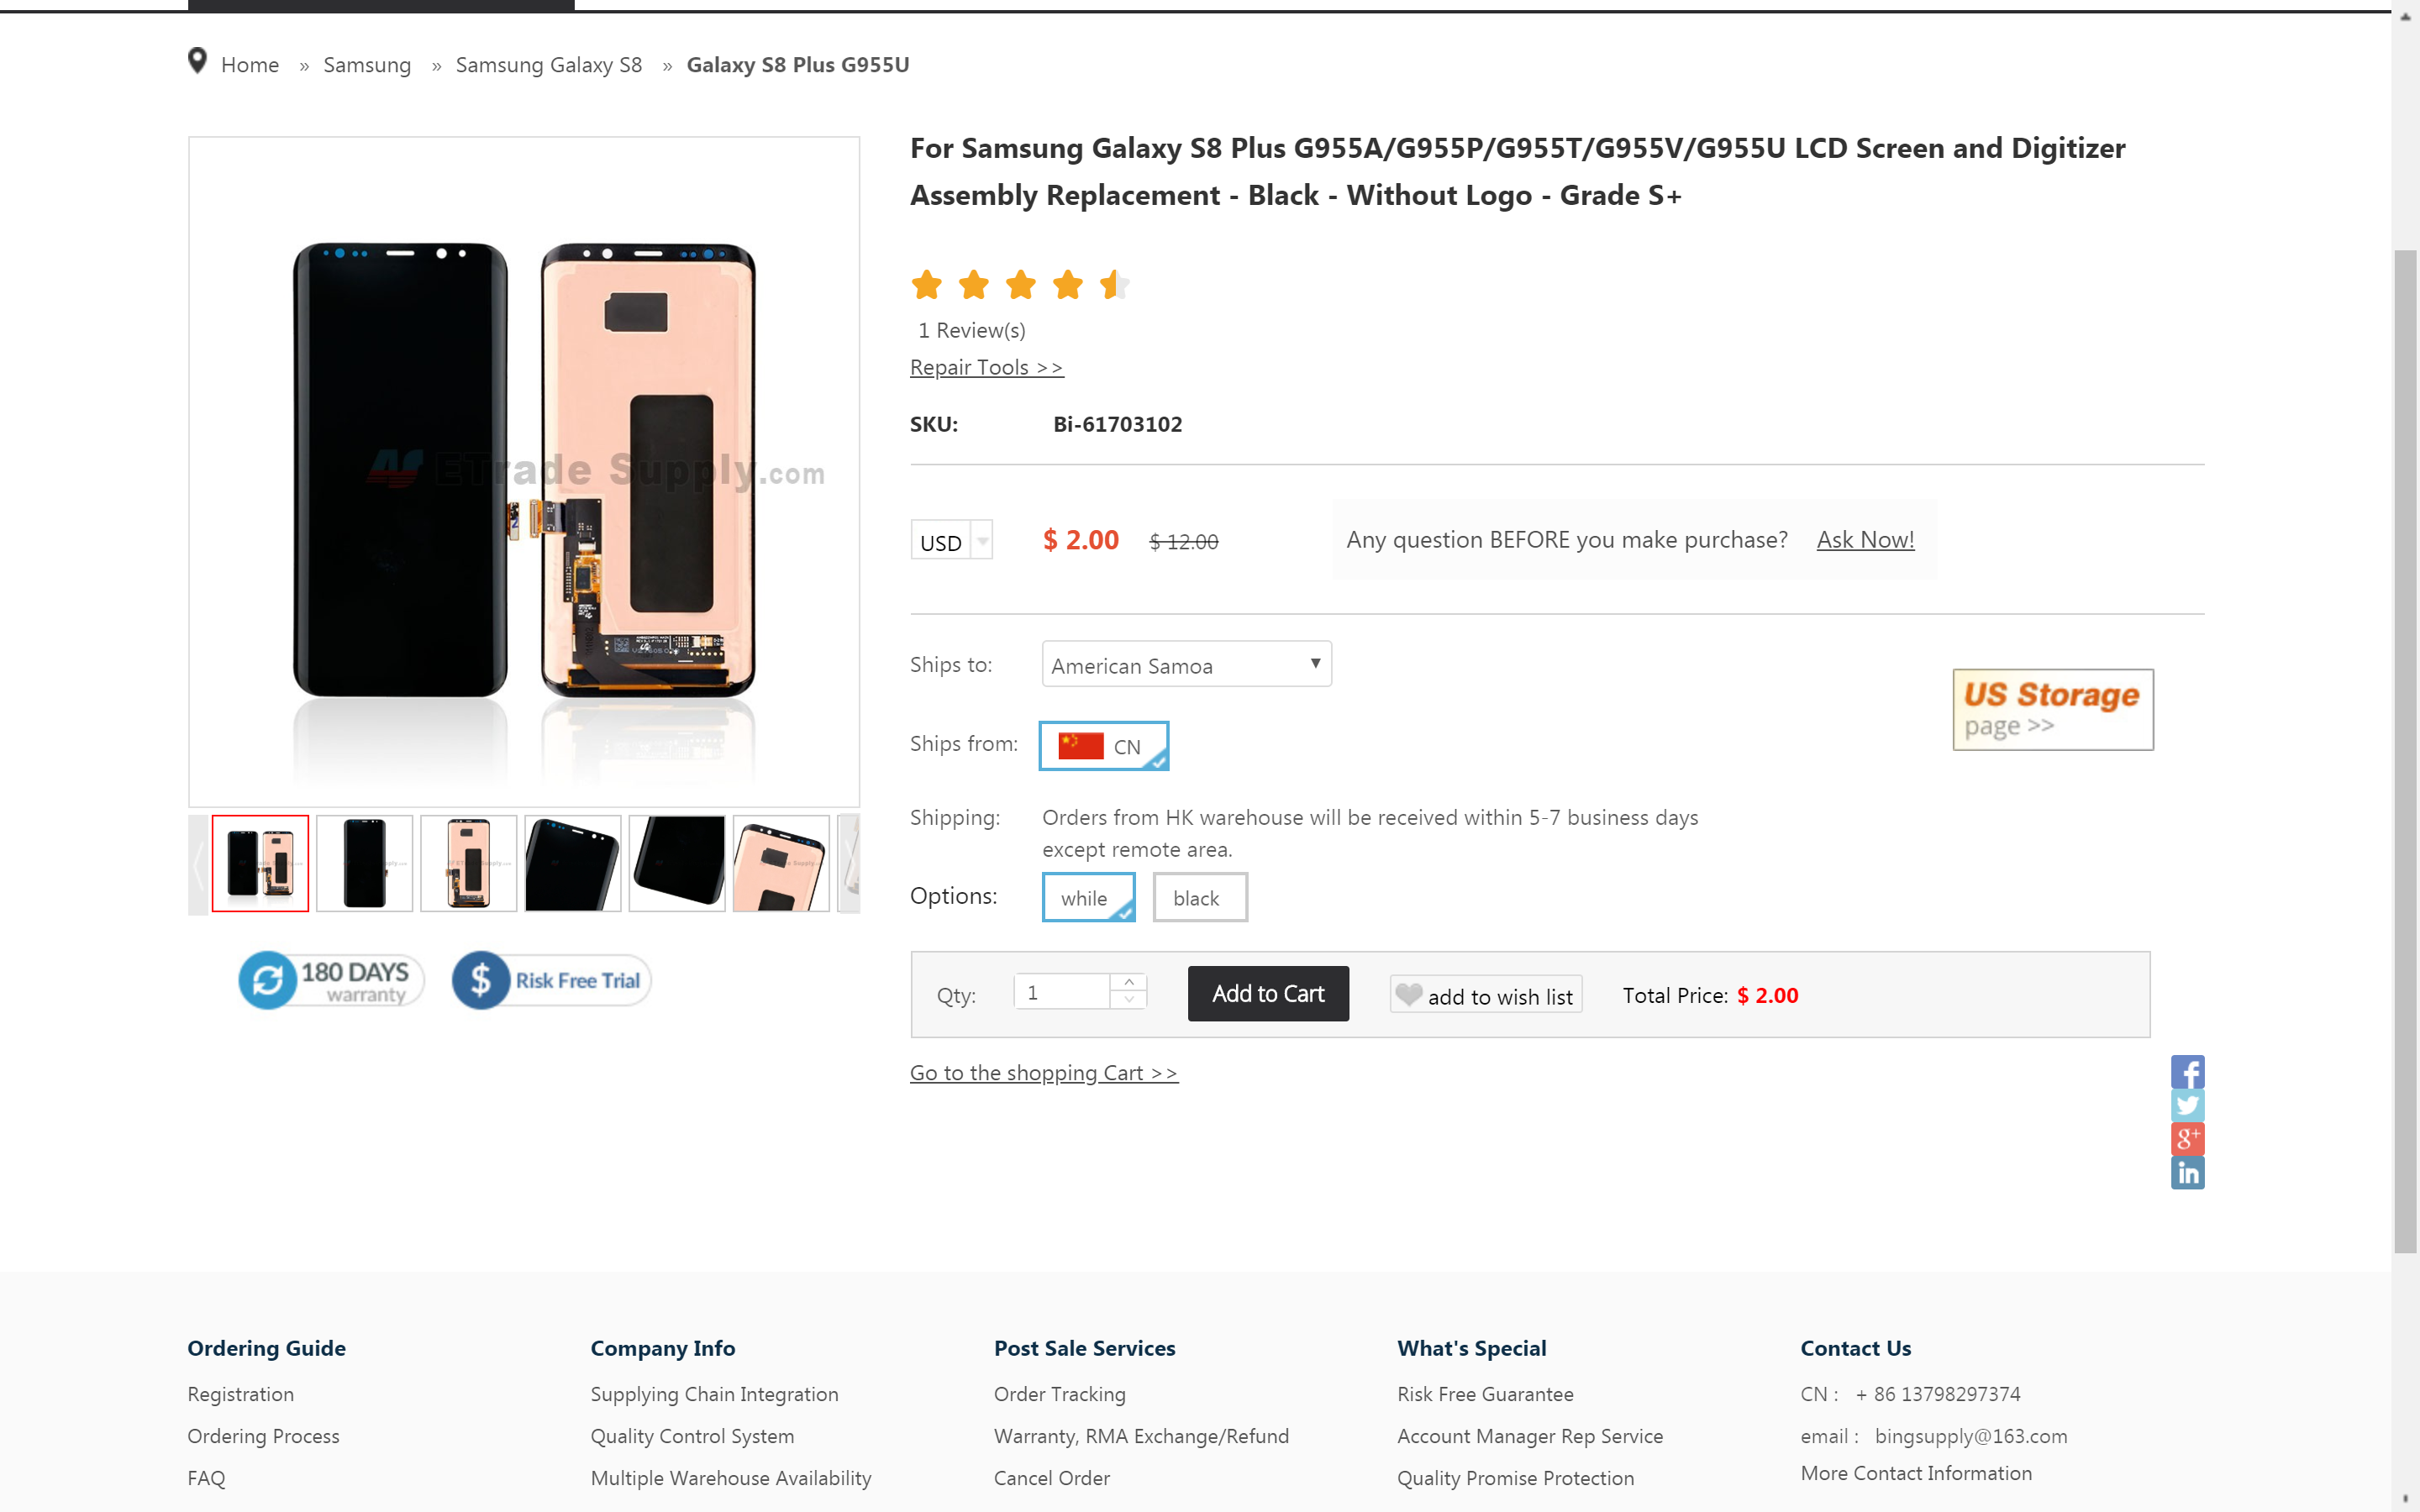 Home » Samsung » Samsung Galaxy S8 » Galaxy S8 Plus G955U
For Samsung Galaxy S8 Plus G955A/G955P/G955T/G955V/G955U LCD Screen and Digitizer
Assembly Replacement - Black - Without Logo - Grade S+
1 Review(s)
Repair Tools >>
SKU: Bi-61703102
ETrade Supply.com
USD $ 2.00 $ 12.00 Any question BEFORE you make purchase? Ask Now!
Ships to: American Samoa
US Storage
page >>
Ships from: CN
Shipping: Orders from HK warehouse will be received within 5-7 business days
except remote area.
Options: while black
180 DAYS
warranty
$ Risk Free Trial
Qty: 1 Add to Cart add to wish list Total Price: $ 2.00
Go to the shopping Cart >>
f
g+
in
Ordering Guide
Registration
Ordering Process
FAQ
Company Info
Supplying Chain Integration
Quality Control System
Multiple Warehouse Availability
Post Sale Services
Order Tracking
Warranty, RMA Exchange/Refund
Cancel Order
What's Special
Risk Free Guarantee
Account Manager Rep Service
Quality Promise Protection
Contact Us
CN : + 86 13798297374
email : bingsupply@163.com
More Contact Information